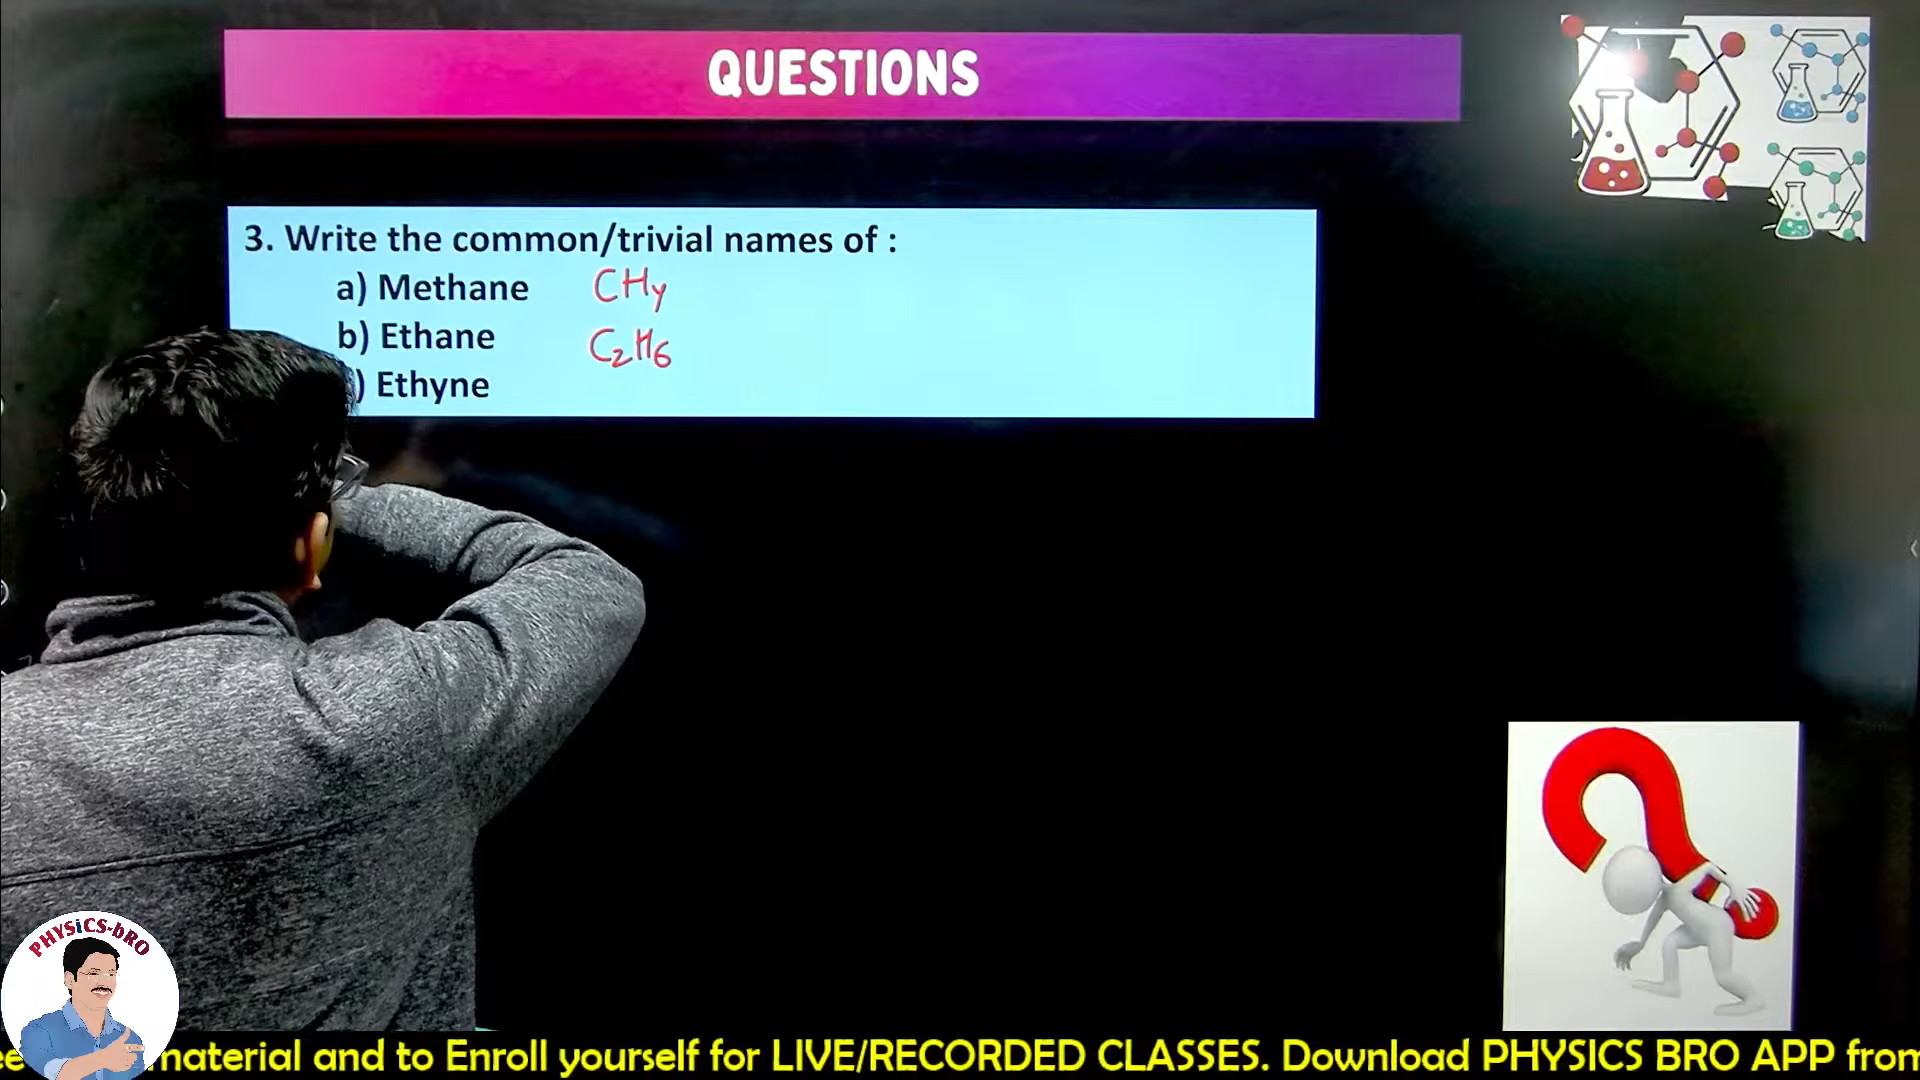 QUESTIONS
3. Write the common/trivial names of :
a) Methane CH4
b) Ethane C2H6
) Ethyne
PHYSiCS-bRO
material and to Enroll yourself for LIVE/RECORDED CLASSES. Download PHYSICS BRO APP from